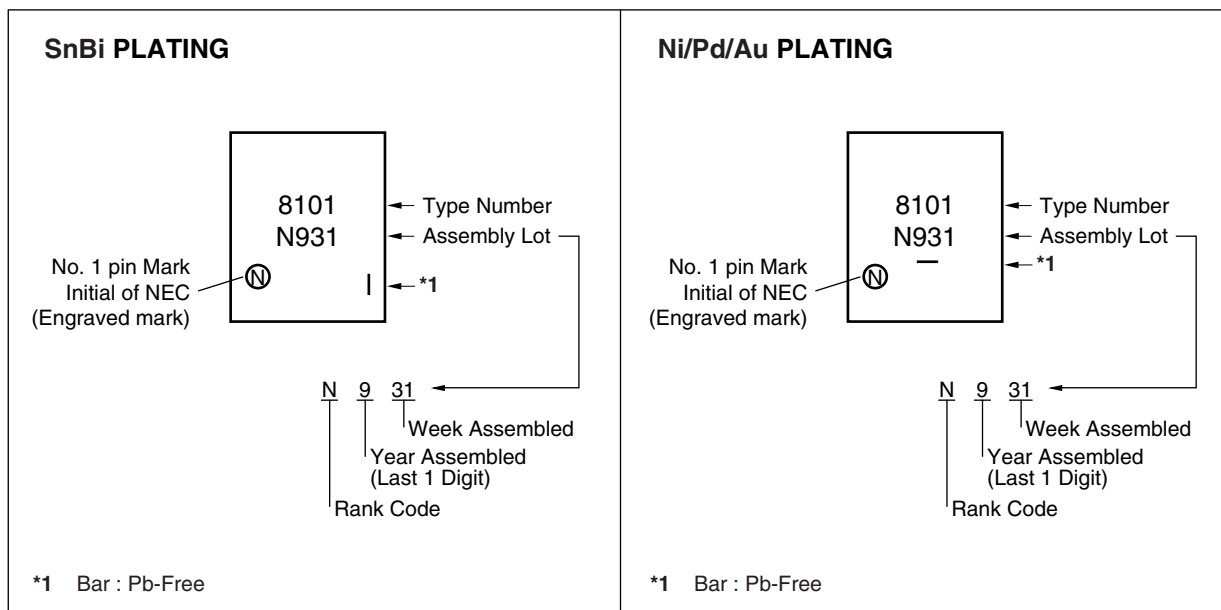 SnBi PLATING
8101
N931
N
Type Number
Assembly Lot
*1
No. 1 pin Mark
Initial of NEC
(Engraved mark)
N 9 31
Week Assembled
Year Assembled
(Last 1 Digit)
Rank Code
*1 Bar : Pb-Free
Ni/Pd/Au PLATING
8101
N931
N
Type Number
Assembly Lot
*1
No. 1 pin Mark
Initial of NEC
(Engraved mark)
N 9 31
Week Assembled
Year Assembled
(Last 1 Digit)
Rank Code
*1 Bar : Pb-Free